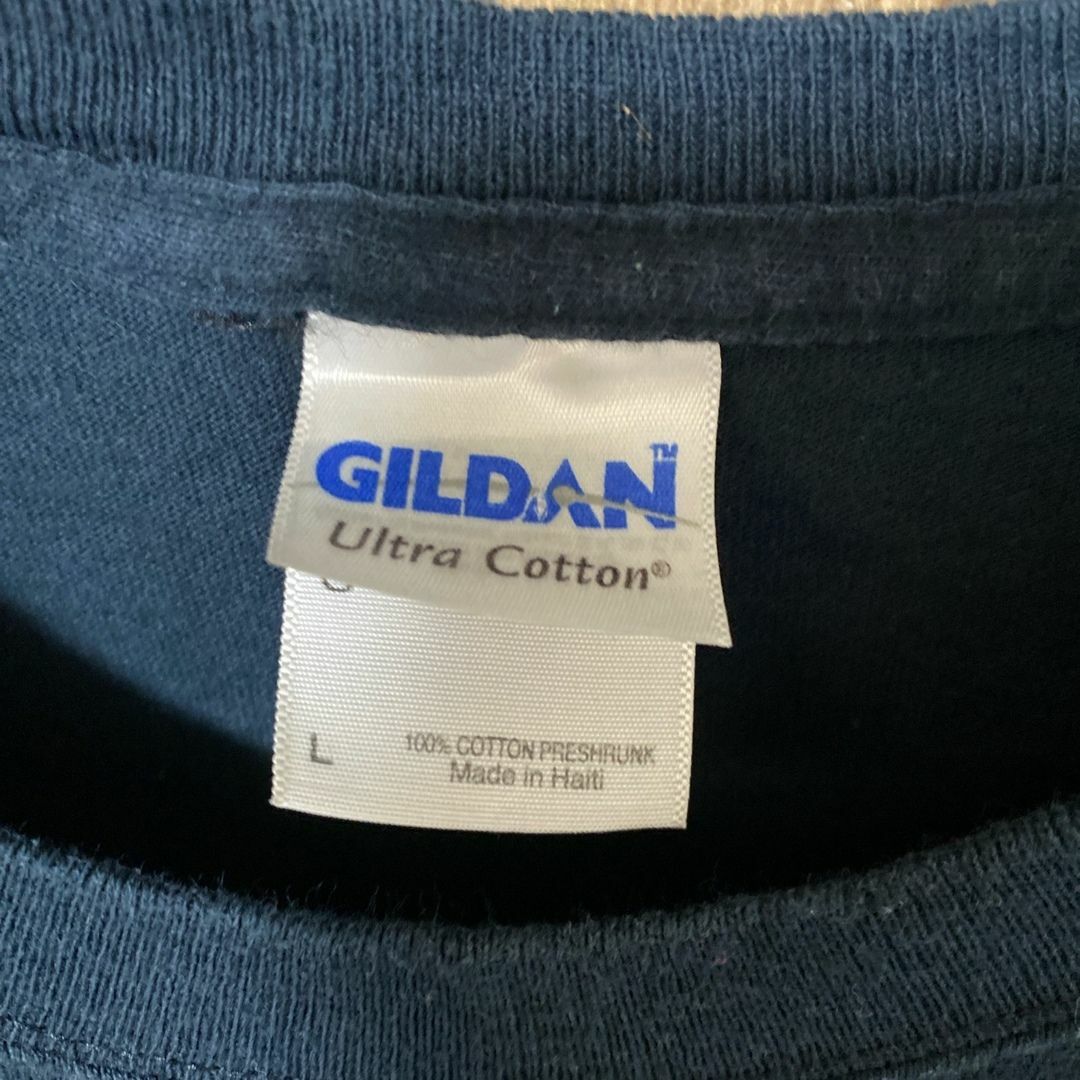 GILDAN™
Ultra Cotton®
L
100% COTTON PRESHRUNK
Made in Haiti